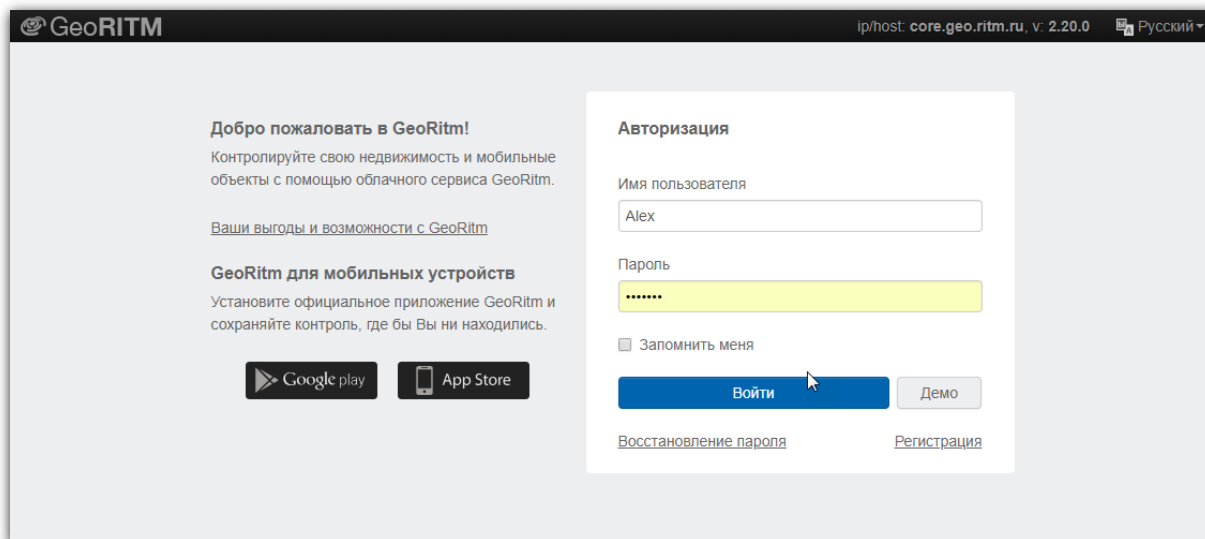 GeoRITM
ip/host: core.geo.ritm.ru, v: 2.20.0
Русский
Добро пожаловать в GeoRitm!
Контролируйте свою недвижимость и мобильные
объекты с помощью облачного сервиса GeoRitm.
Ваши выгоды и возможности с GeoRitm
GeoRitm для мобильных устройств
Установите официальное приложение GeoRitm и
сохраняйте контроль, где бы Вы ни находились.
Google play
App Store
Авторизация
Имя пользователя
Alex
Пароль
•••••••
Запомнить меня
Войти
Демо
Восстановление пароля
Регистрация